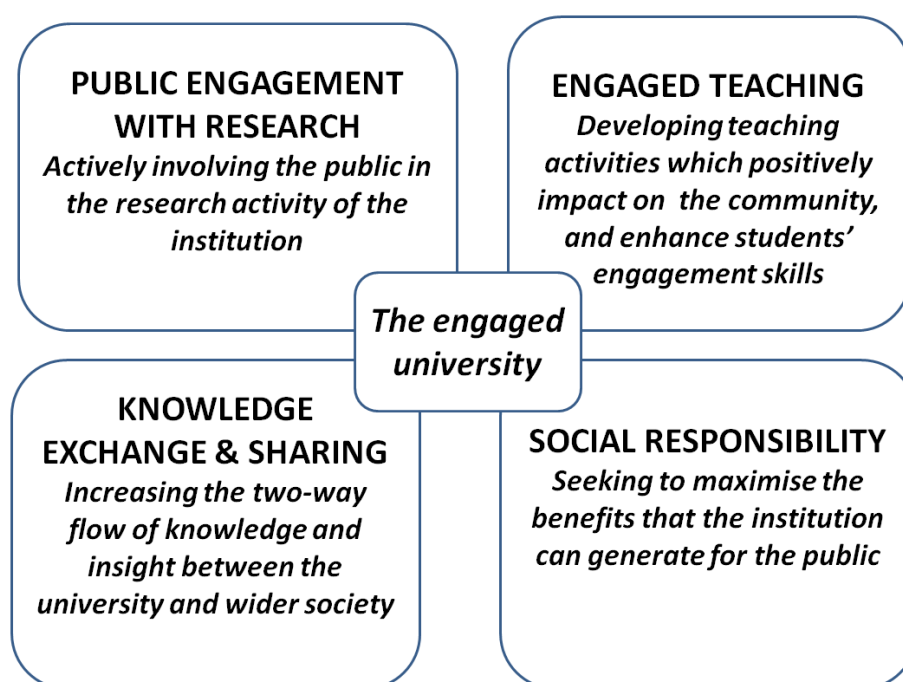 PUBLIC ENGAGEMENT
WITH RESEARCH
Actively involving the public in
the research activity of the
institution
ENGAGED TEACHING
Developing teaching
activities which positively
impact on the community,
and enhance students’
engagement skills
The engaged
university
KNOWLEDGE
EXCHANGE & SHARING
Increasing the two-way
flow of knowledge and
insight between the
university and wider society
SOCIAL RESPONSIBILITY
Seeking to maximise the
benefits that the institution
can generate for the public